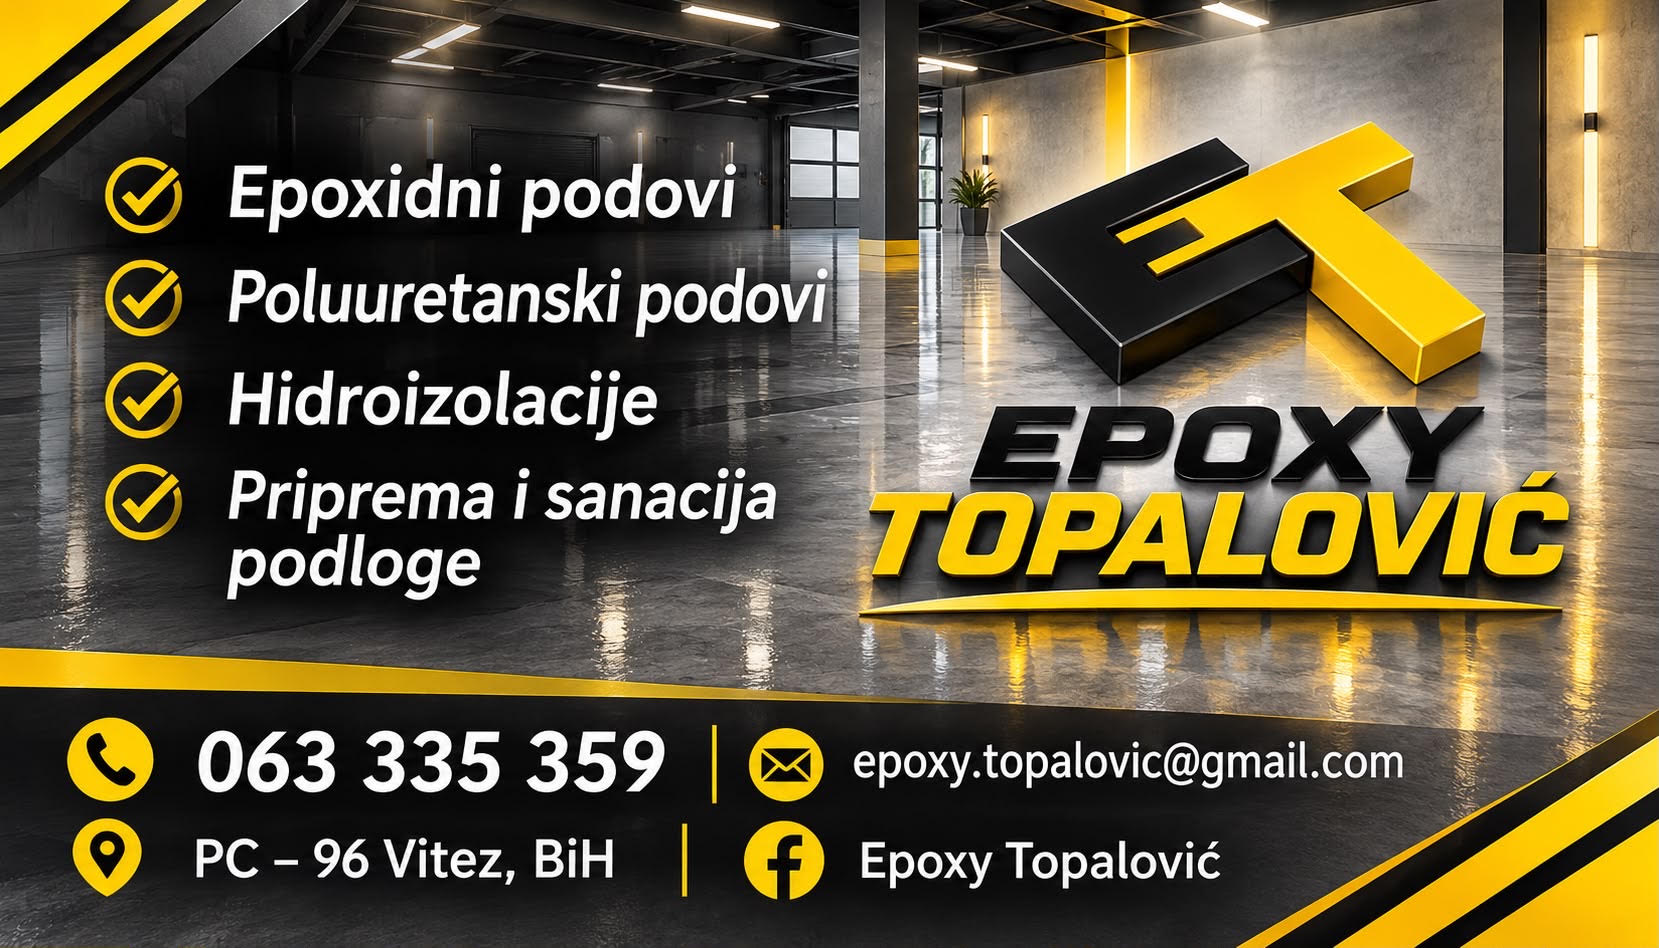 Epoxidni podovi
Poluuretanski podovi
Hidroizolacije
Priprema i sanacija
podloge
ET
EPOXY
TOPALOVIĆ
063 335 359
epoxy.topalovic@gmail.com
PC – 96 Vitez, BiH
Epoxy Topalović